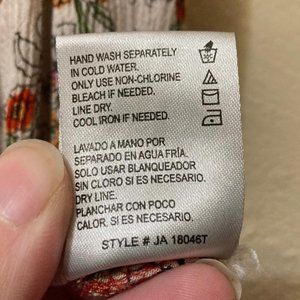 HAND WASH SEPARATELY
IN COLD WATER.
ONLY USE NON-CHLORINE
BLEACH IF NEEDED.
LINE DRY.
COOL IRON IF NEEDED.
LAVADO A MANO POR
SEPARADO EN AGUA FRÍA.
SOLO USAR BLANQUEADOR
SIN CLORO SI ES NECESARIO.
DRY LINE.
PLANCHAR CON POCO
CALOR. SI ES NECESARIO.
STYLE # JA 18046T